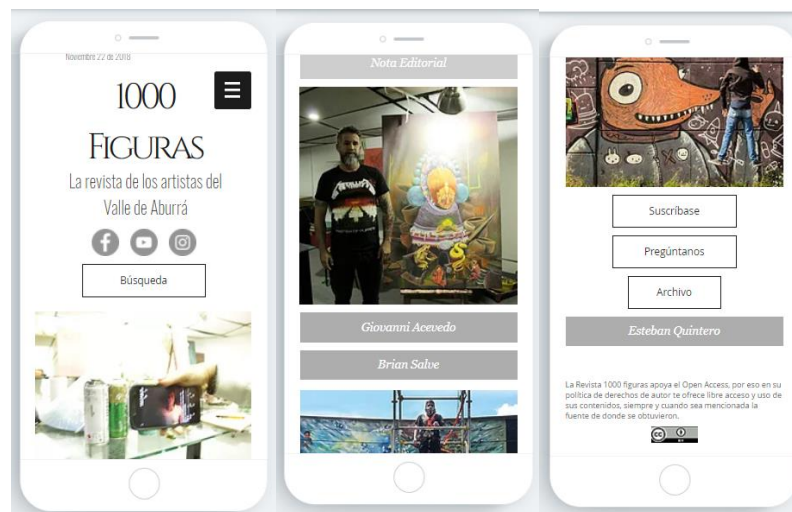 Noviembre 22 de 2018
1000
FIGURAS
La revista de los artistas del
Valle de Aburrá
Búsqueda
Nota Editorial
METALLICA
Giovanni Acevedo
Brian Salve
Suscríbase
Pregúntanos
Archivo
Esteban Quintero
La Revista 1000 figuras apoya el Open Access, por eso en su
política de derechos de autor te ofrece libre acceso y uso de
sus contenidos, siempre y cuando sea mencionada la
fuente de donde se obtuvieron.
cc
BY